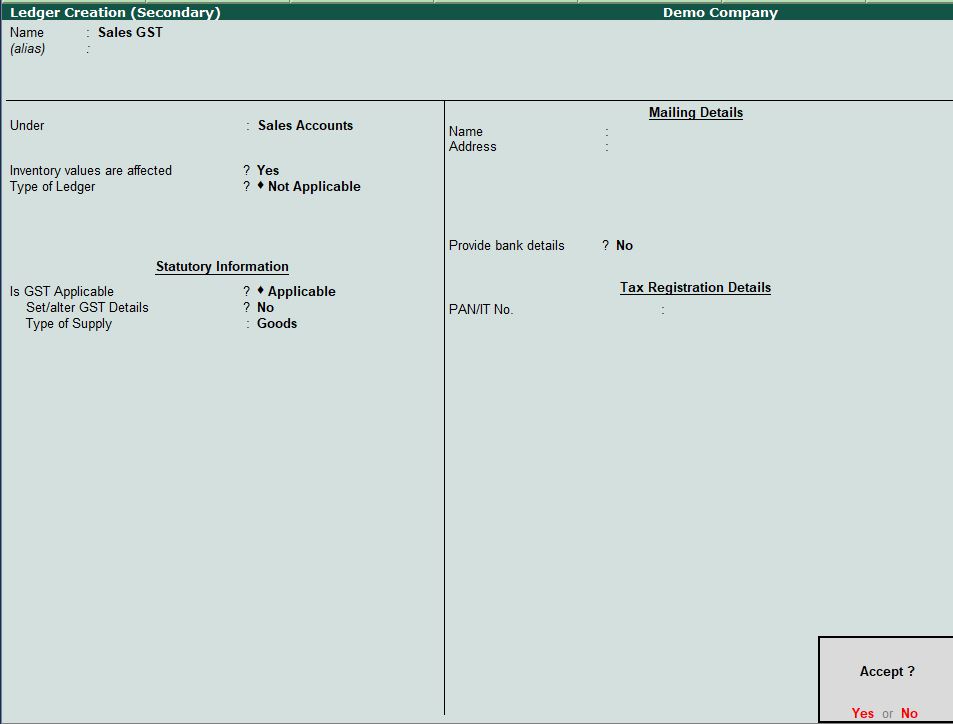 Ledger Creation (Secondary) Demo Company
Name : Sales GST
(alias) :
Under : Sales Accounts
Inventory values are affected ? Yes
Type of Ledger ? ♦ Not Applicable
Statutory Information
Is GST Applicable ? ♦ Applicable
Set/alter GST Details ? No
Type of Supply : Goods
Mailing Details
Name :
Address :
Provide bank details ? No
Tax Registration Details
PAN/IT No. :
Accept ?
Yes or No